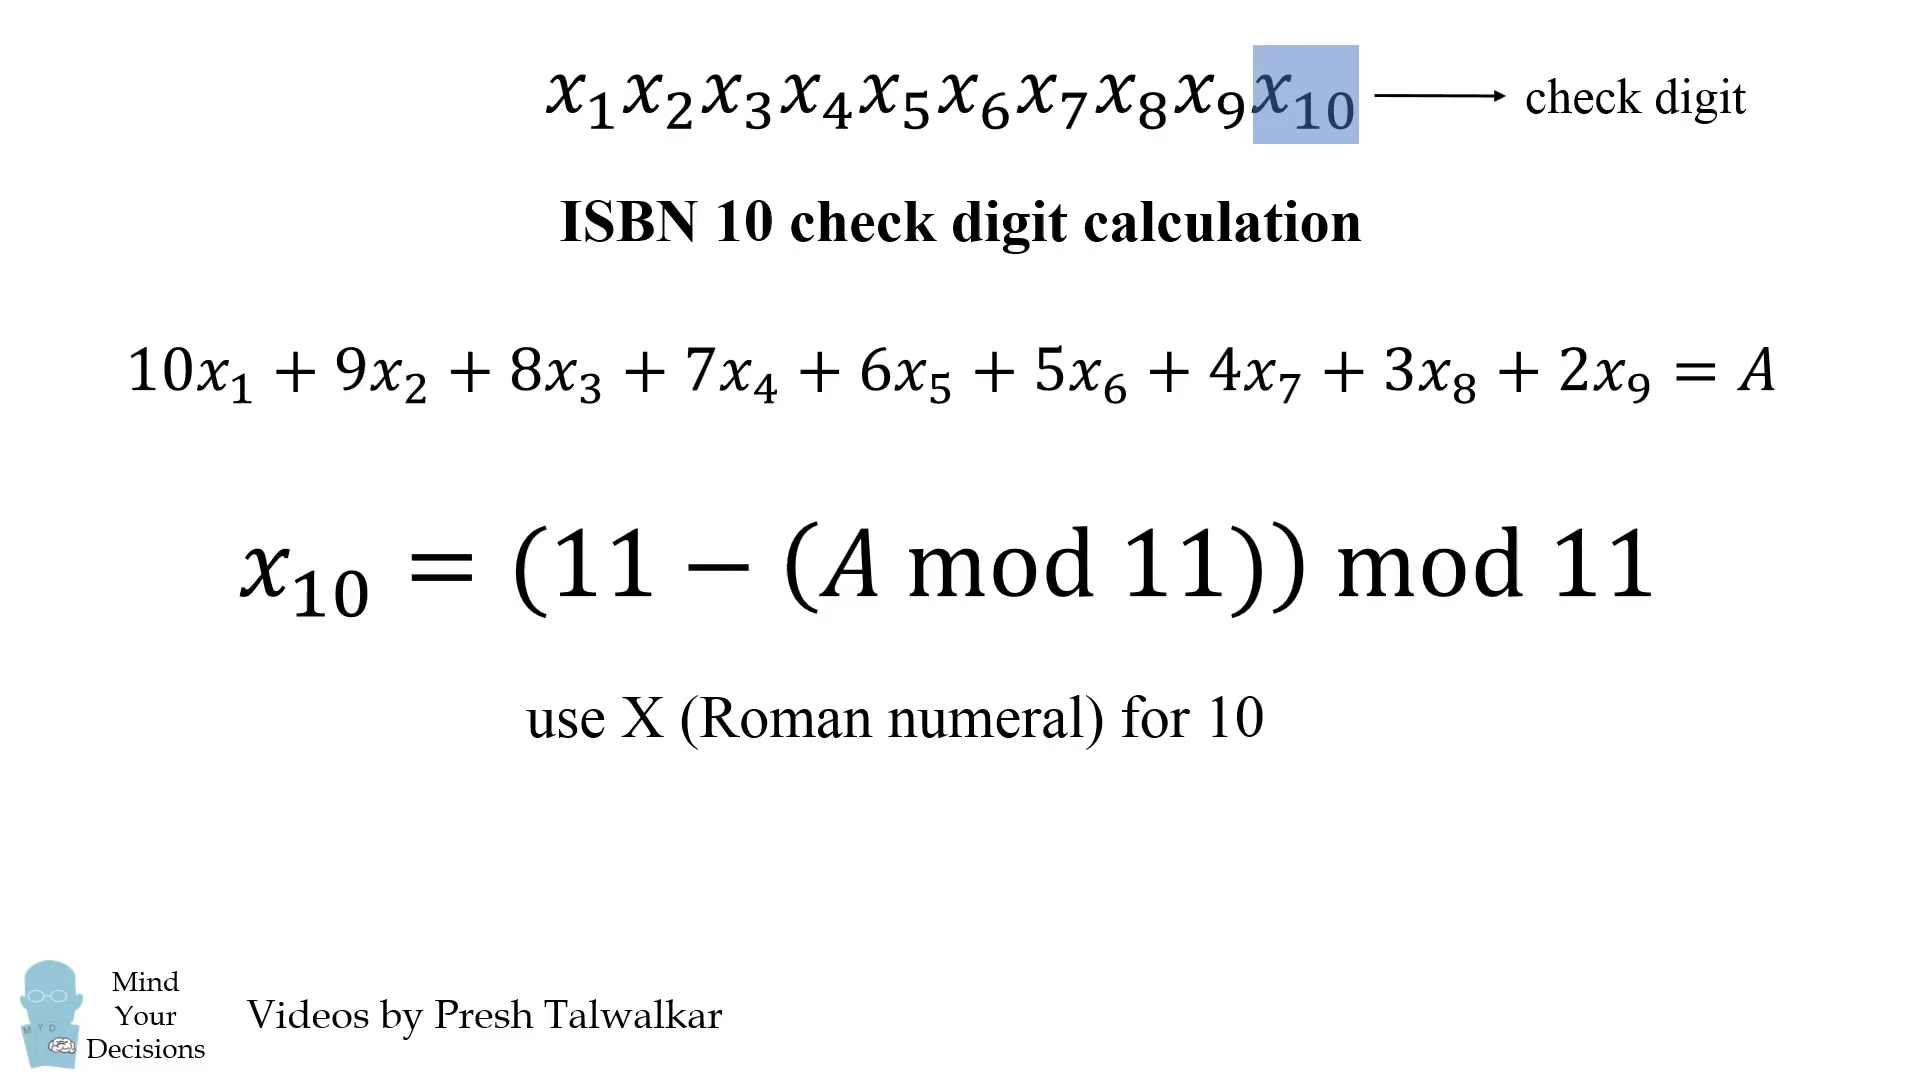 x₁x₂x₃x₄x₅x₆x₇x₈x₉x₁₀ → check digit
ISBN 10 check digit calculation
10x₁ + 9x₂ + 8x₃ + 7x₄ + 6x₅ + 5x₆ + 4x₇ + 3x₈ + 2x₉ = A
x₁₀ = (11 − (A mod 11)) mod 11
use X (Roman numeral) for 10
M Y D
Mind
Your
Decisions
Videos by Presh Talwalkar